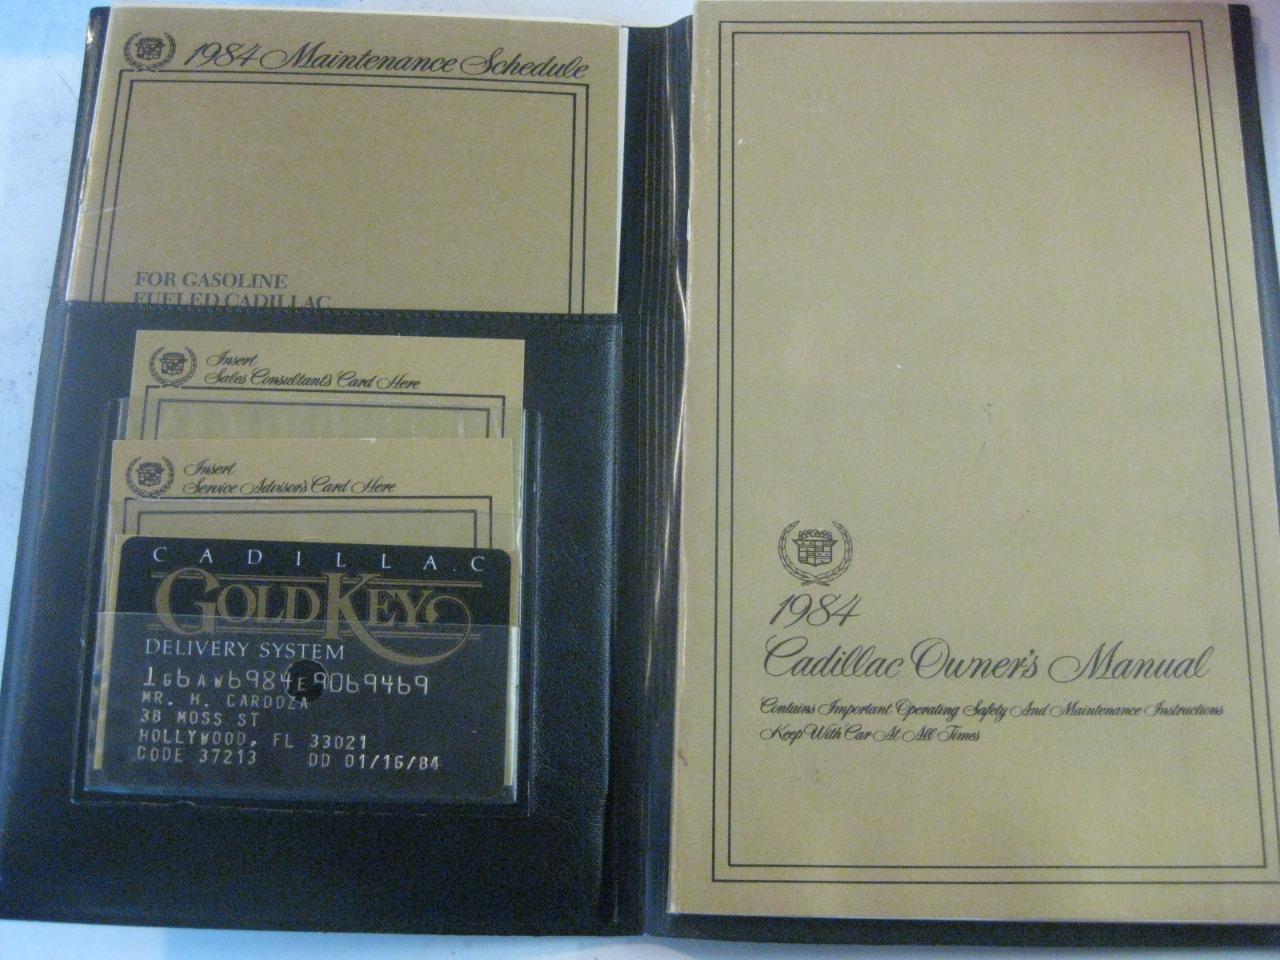 1984 Maintenance Schedule
FOR GASOLINE
FUELED CADILLAC
Insert
Sales Consultant's Card Here
Insert
Service Advisor's Card Here
CADILLAC
GOLD KEY
DELIVERY SYSTEM
1G6AW6984E9069469
MR. H. CARDOZA
38 MOSS ST
HOLLYWOOD, FL 33021
CODE 37213 DD 01/16/84
1984
Cadillac Owner's Manual
Contains Important Operating Safety And Maintenance Instructions
Keep With Car At All Times